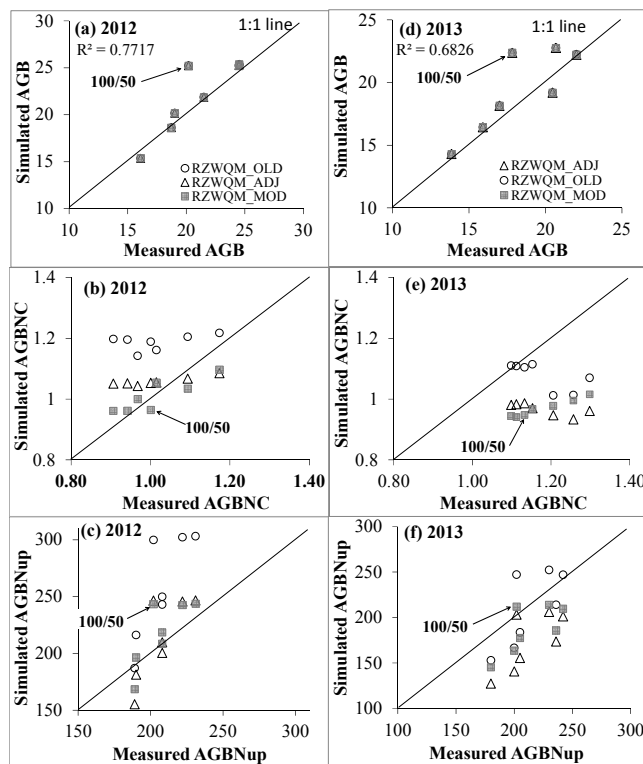 (a) 2012
1:1 line
R² = 0.7717
100/50
Simulated AGB
30
25
20
15
10
RZWQM_OLD
RZWQM_ADJ
RZWQM_MOD
10
15
20
25
30
Measured AGB
(d) 2013
1:1 line
R² = 0.6826
100/50
Simulated AGB
25
20
15
10
RZWQM_ADJ
RZWQM_OLD
RZWQM_MOD
10
15
20
25
Measured AGB
(b) 2012
Simulated AGBNC
1.4
1.2
1
0.8
100/50
0.80
1.00
1.20
1.40
Measured AGBNC
(e) 2013
Simulated AGBNC
1.4
1.2
1
0.8
100/50
0.80
1.00
1.20
1.40
Measured AGBNC
(c) 2012
Simulated AGBNup
300
250
200
150
100/50
150
200
250
300
Measured AGBNup
(f) 2013
Simulated AGBNup
300
250
200
150
100
100/50
100
150
200
250
300
Measured AGBNup